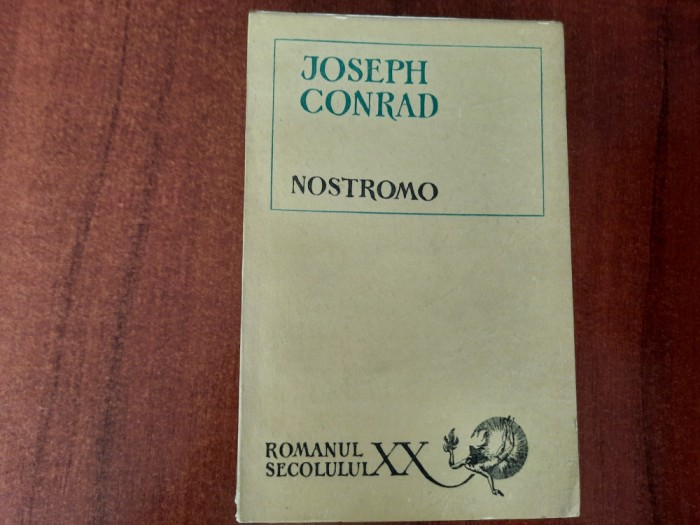 JOSEPH
CONRAD
NOSTROMO
ROMANUL
SECOLULUI XX